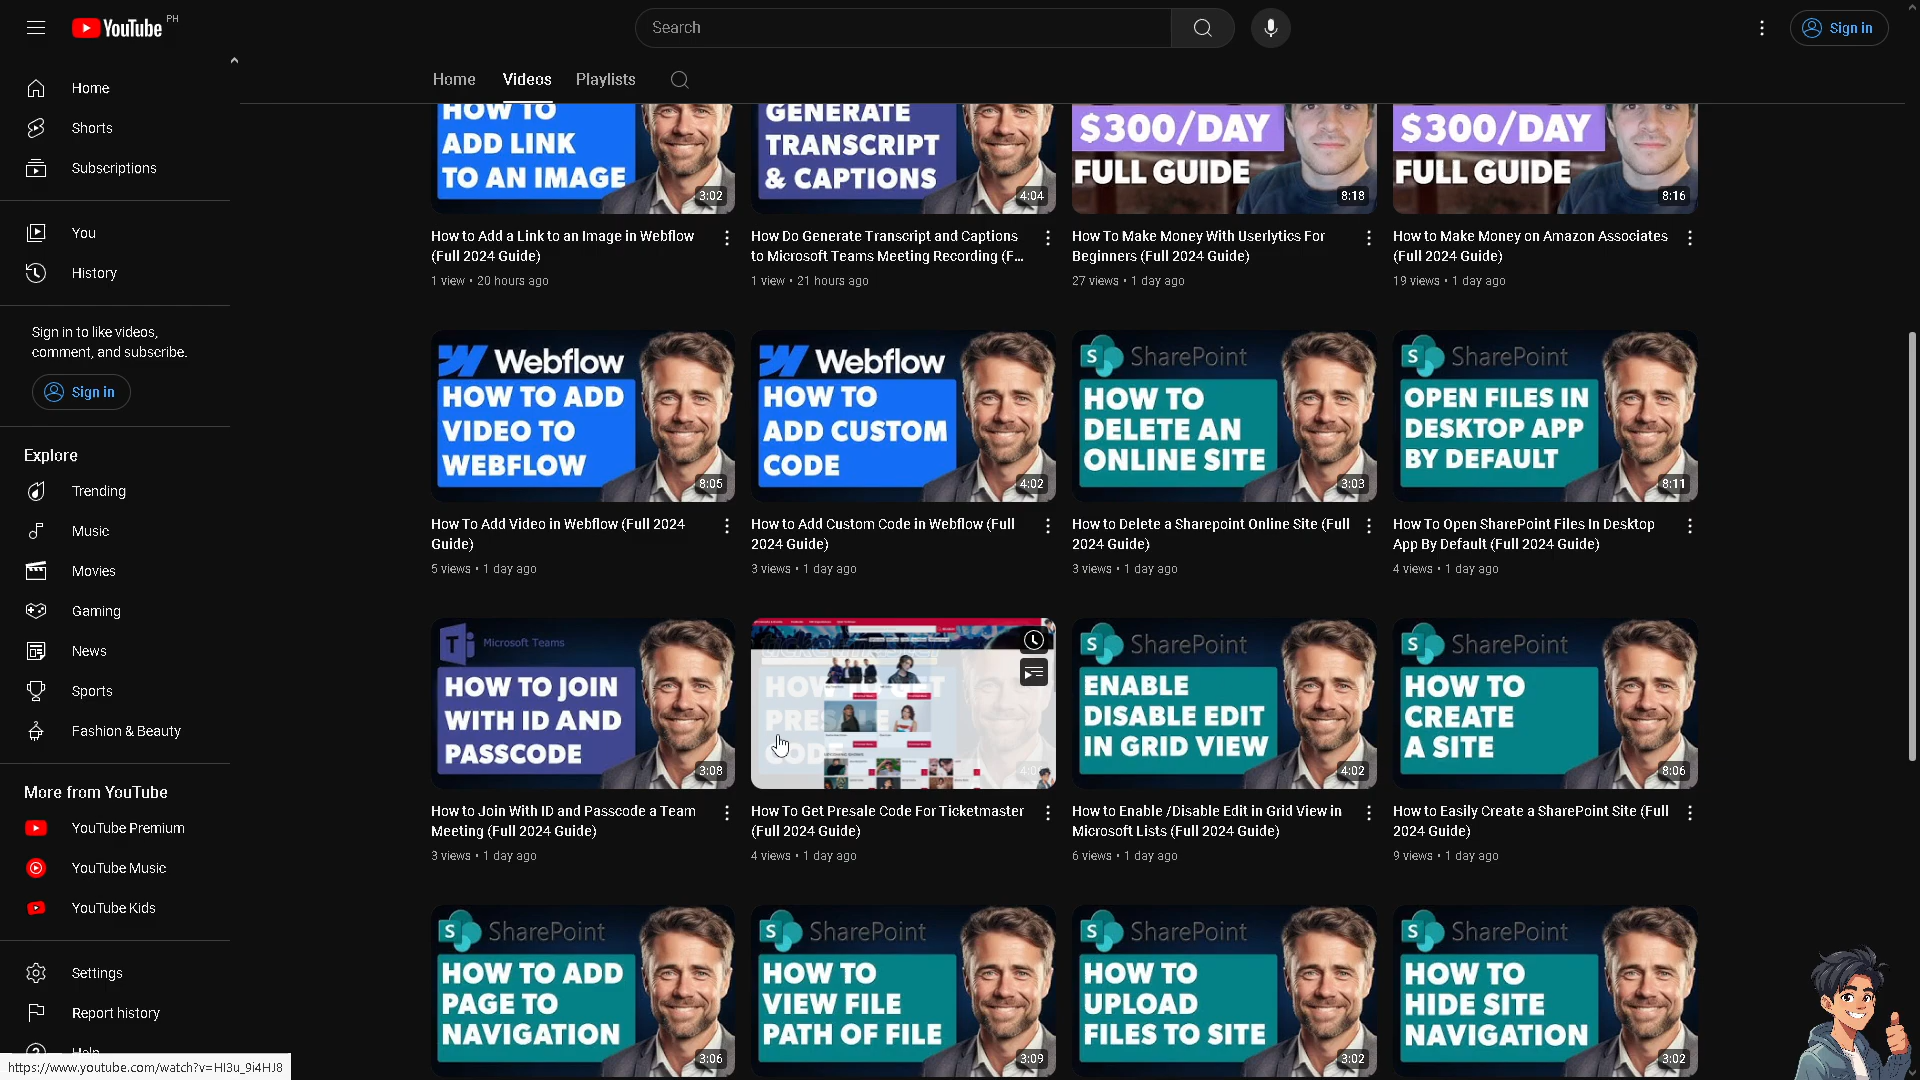 YouTube PH
Search
Sign in
Home
Shorts
Subscriptions
You
History
Sign in to like videos,
comment, and subscribe.
Sign in
Explore
Trending
Music
Movies
Gaming
News
Sports
Fashion & Beauty
More from YouTube
YouTube Premium
YouTube Music
YouTube Kids
Settings
Report history
Help
https://www.youtube.com/watch?v=HI3u_9i4HJ8
Home Videos Playlists
HOW TO
ADD LINK
TO AN IMAGE
3:02
How to Add a Link to an Image in Webflow
(Full 2024 Guide)
1 view • 20 hours ago
GENERATE
TRANSCRIPT
& CAPTIONS
4:04
How Do Generate Transcript and Captions
to Microsoft Teams Meeting Recording (F...
1 view • 21 hours ago
$300/DAY
FULL GUIDE
8:18
How To Make Money With Userlytics For
Beginners (Full 2024 Guide)
27 views • 1 day ago
$300/DAY
FULL GUIDE
8:16
How to Make Money on Amazon Associates
(Full 2024 Guide)
19 views • 1 day ago
Webflow
HOW TO ADD
VIDEO TO
WEBFLOW
8:05
How To Add Video in Webflow (Full 2024
Guide)
5 views • 1 day ago
Webflow
HOW TO
ADD CUSTOM
CODE
4:02
How to Add Custom Code in Webflow (Full
2024 Guide)
3 views • 1 day ago
S SharePoint
HOW TO
DELETE AN
ONLINE SITE
3:03
How to Delete a Sharepoint Online Site (Full
2024 Guide)
3 views • 1 day ago
S SharePoint
OPEN FILES IN
DESKTOP APP
BY DEFAULT
8:11
How To Open SharePoint Files In Desktop
App By Default (Full 2024 Guide)
4 views • 1 day ago
T Microsoft Teams
HOW TO JOIN
WITH ID AND
PASSCODE
3:08
How to Join With ID and Passcode a Team
Meeting (Full 2024 Guide)
3 views • 1 day ago
ticketmaster
HOW TO GET
PRESALE
CODE
How To Get Presale Code For Ticketmaster
(Full 2024 Guide)
4 views • 1 day ago
S SharePoint
ENABLE
DISABLE EDIT
IN GRID VIEW
4:02
How to Enable /Disable Edit in Grid View in
Microsoft Lists (Full 2024 Guide)
6 views • 1 day ago
S SharePoint
HOW TO
CREATE
A SITE
8:06
How to Easily Create a SharePoint Site (Full
2024 Guide)
9 views • 1 day ago
S SharePoint
HOW TO ADD
PAGE TO
NAVIGATION
3:06
S SharePoint
HOW TO
VIEW FILE
PATH OF FILE
3:09
S SharePoint
HOW TO
UPLOAD
FILES TO SITE
3:02
S SharePoint
HOW TO
HIDE SITE
NAVIGATION
3:02